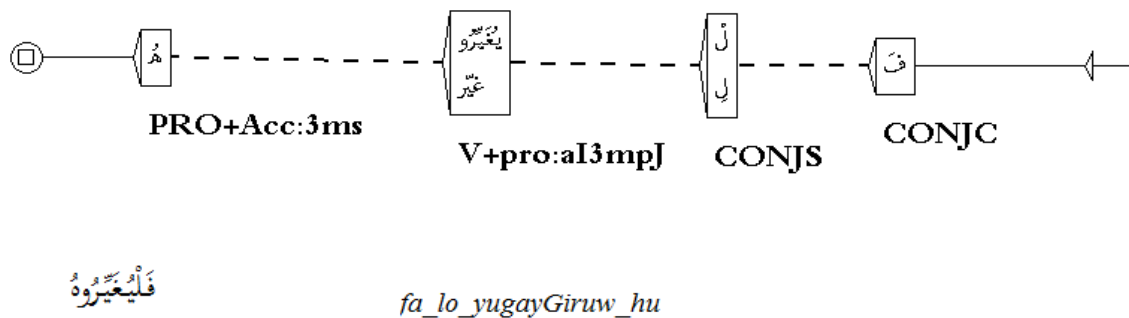 فَ لْ يُغَيِّرُو هُ
لِ غيّر
PRO+Acc:3ms V+pro:aI3mpJ CONJS CONJC
فَلْيُغَيِّرُوهُ fa_lo_yugayGiruw_hu